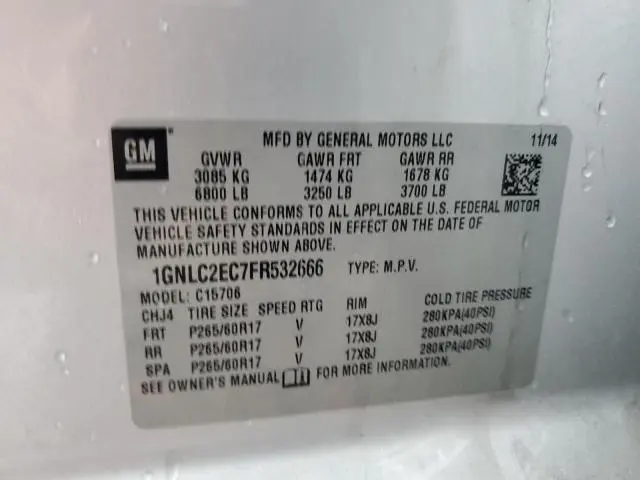 GM MFD BY GENERAL MOTORS LLC 11/14
GVWR GAWR FRT GAWR RR
3085 KG 1474 KG 1678 KG
6800 LB 3250 LB 3700 LB
THIS VEHICLE CONFORMS TO ALL APPLICABLE U.S. FEDERAL MOTOR
VEHICLE SAFETY STANDARDS IN EFFECT ON THE DATE OF
MANUFACTURE SHOWN ABOVE.
1GNLC2EC7FR532666 TYPE: M.P.V.
MODEL: C15706
CHJ4 TIRE SIZE SPEED RTG RIM COLD TIRE PRESSURE
FRT P265/60R17 V 17X8J 280KPA(40PSI)
RR P265/60R17 V 17X8J 280KPA(40PSI)
SPA P265/60R17 V 17X8J 280KPA(40PSI)
SEE OWNER'S MANUAL FOR MORE INFORMATION.